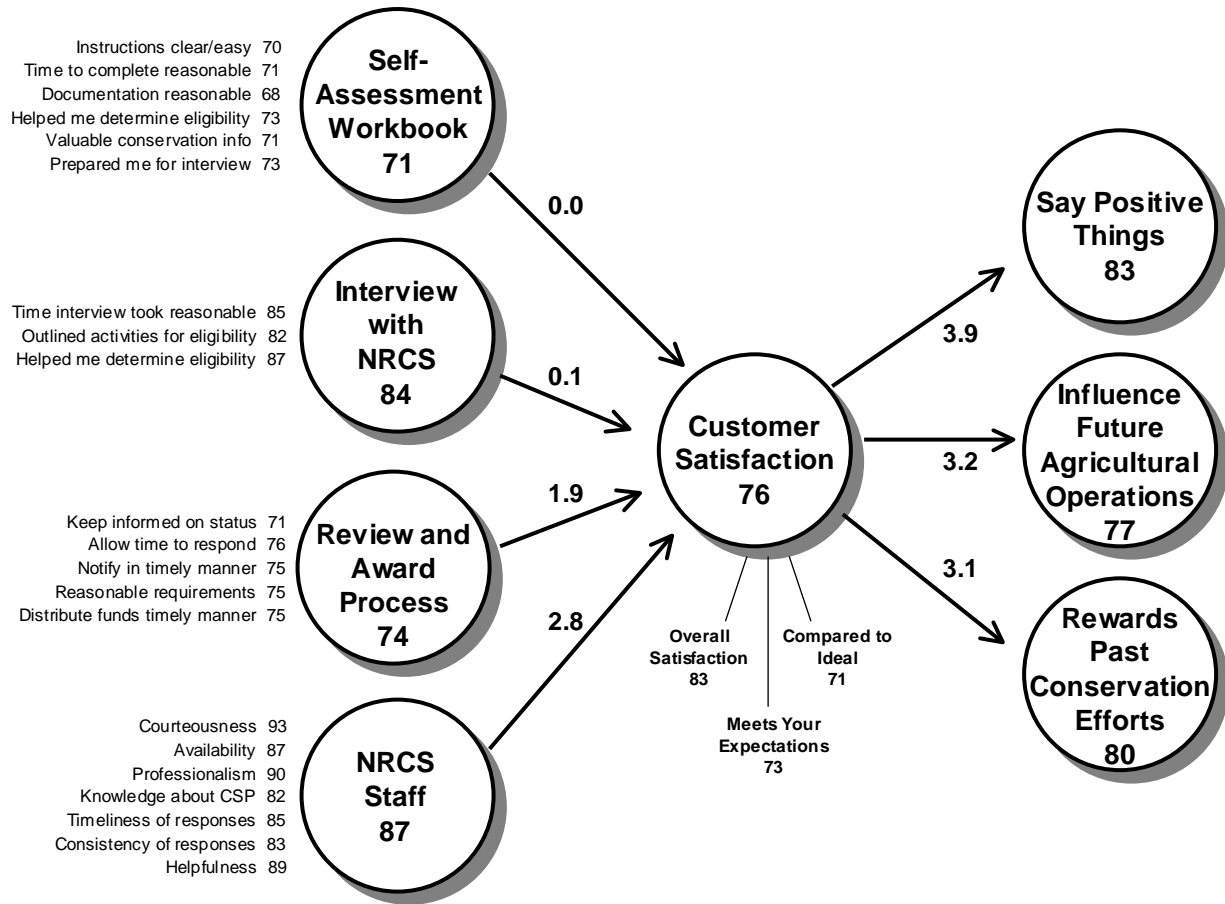 Instructions clear/easy 70
Time to complete reasonable 71
Documentation reasonable 68
Helped me determine eligibility 73
Valuable conservation info 71
Prepared me for interview 73
Self-
Assessment
Workbook
71
0.0
Time interview took reasonable 85
Outlined activities for eligibility 82
Helped me determine eligibility 87
Interview
with
NRCS
84
0.1
Keep informed on status 71
Allow time to respond 76
Notify in timely manner 75
Reasonable requirements 75
Distribute funds timely manner 75
Review and
Award
Process
74
1.9
Courteousness 93
Availability 87
Professionalism 90
Knowledge about CSP 82
Timeliness of responses 85
Consistency of responses 83
Helpfulness 89
NRCS
Staff
87
2.8
Customer
Satisfaction
76
Overall
Satisfaction
83
Meets Your
Expectations
73
Compared to
Ideal
71
3.9
Say Positive
Things
83
3.2
Influence
Future
Agricultural
Operations
77
3.1
Rewards
Past
Conservation
Efforts
80